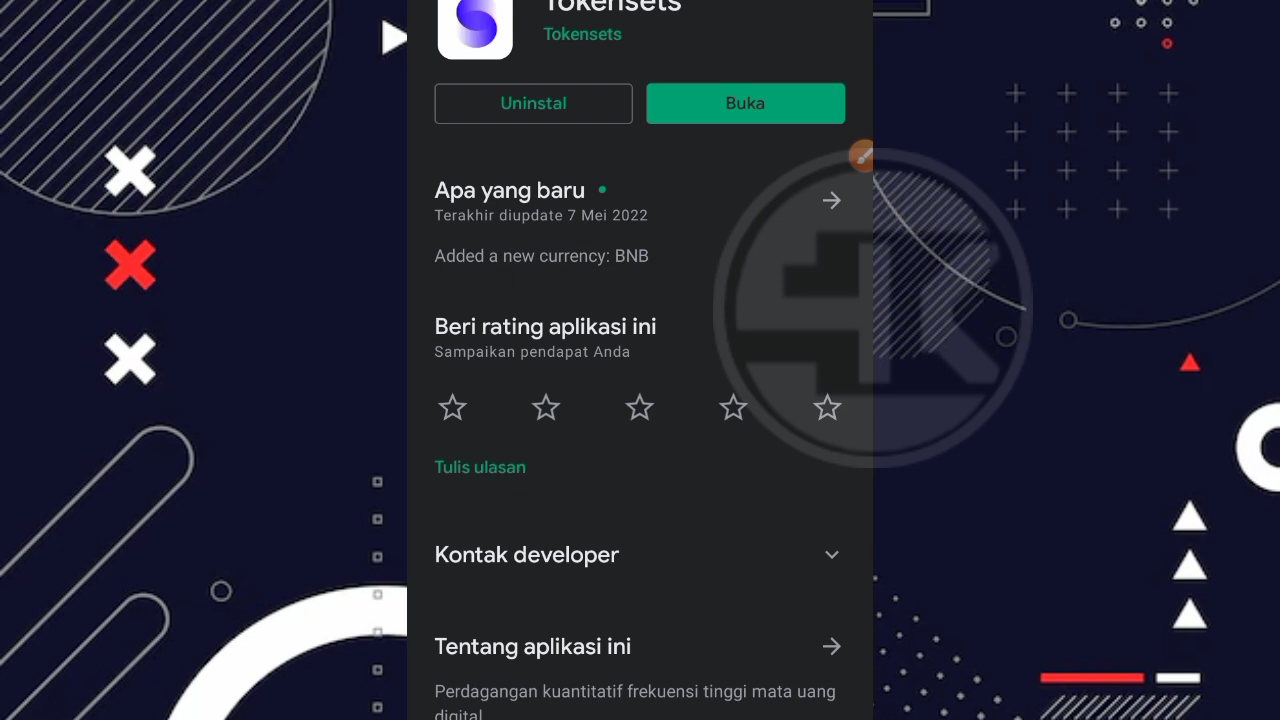 Tokensets
Tokensets
Uninstal
Buka
Apa yang baru
Terakhir diupdate 7 Mei 2022
Added a new currency: BNB
Beri rating aplikasi ini
Sampaikan pendapat Anda
Tulis ulasan
Kontak developer
Tentang aplikasi ini
Perdagangan kuantitatif frekuensi tinggi mata uang
digital